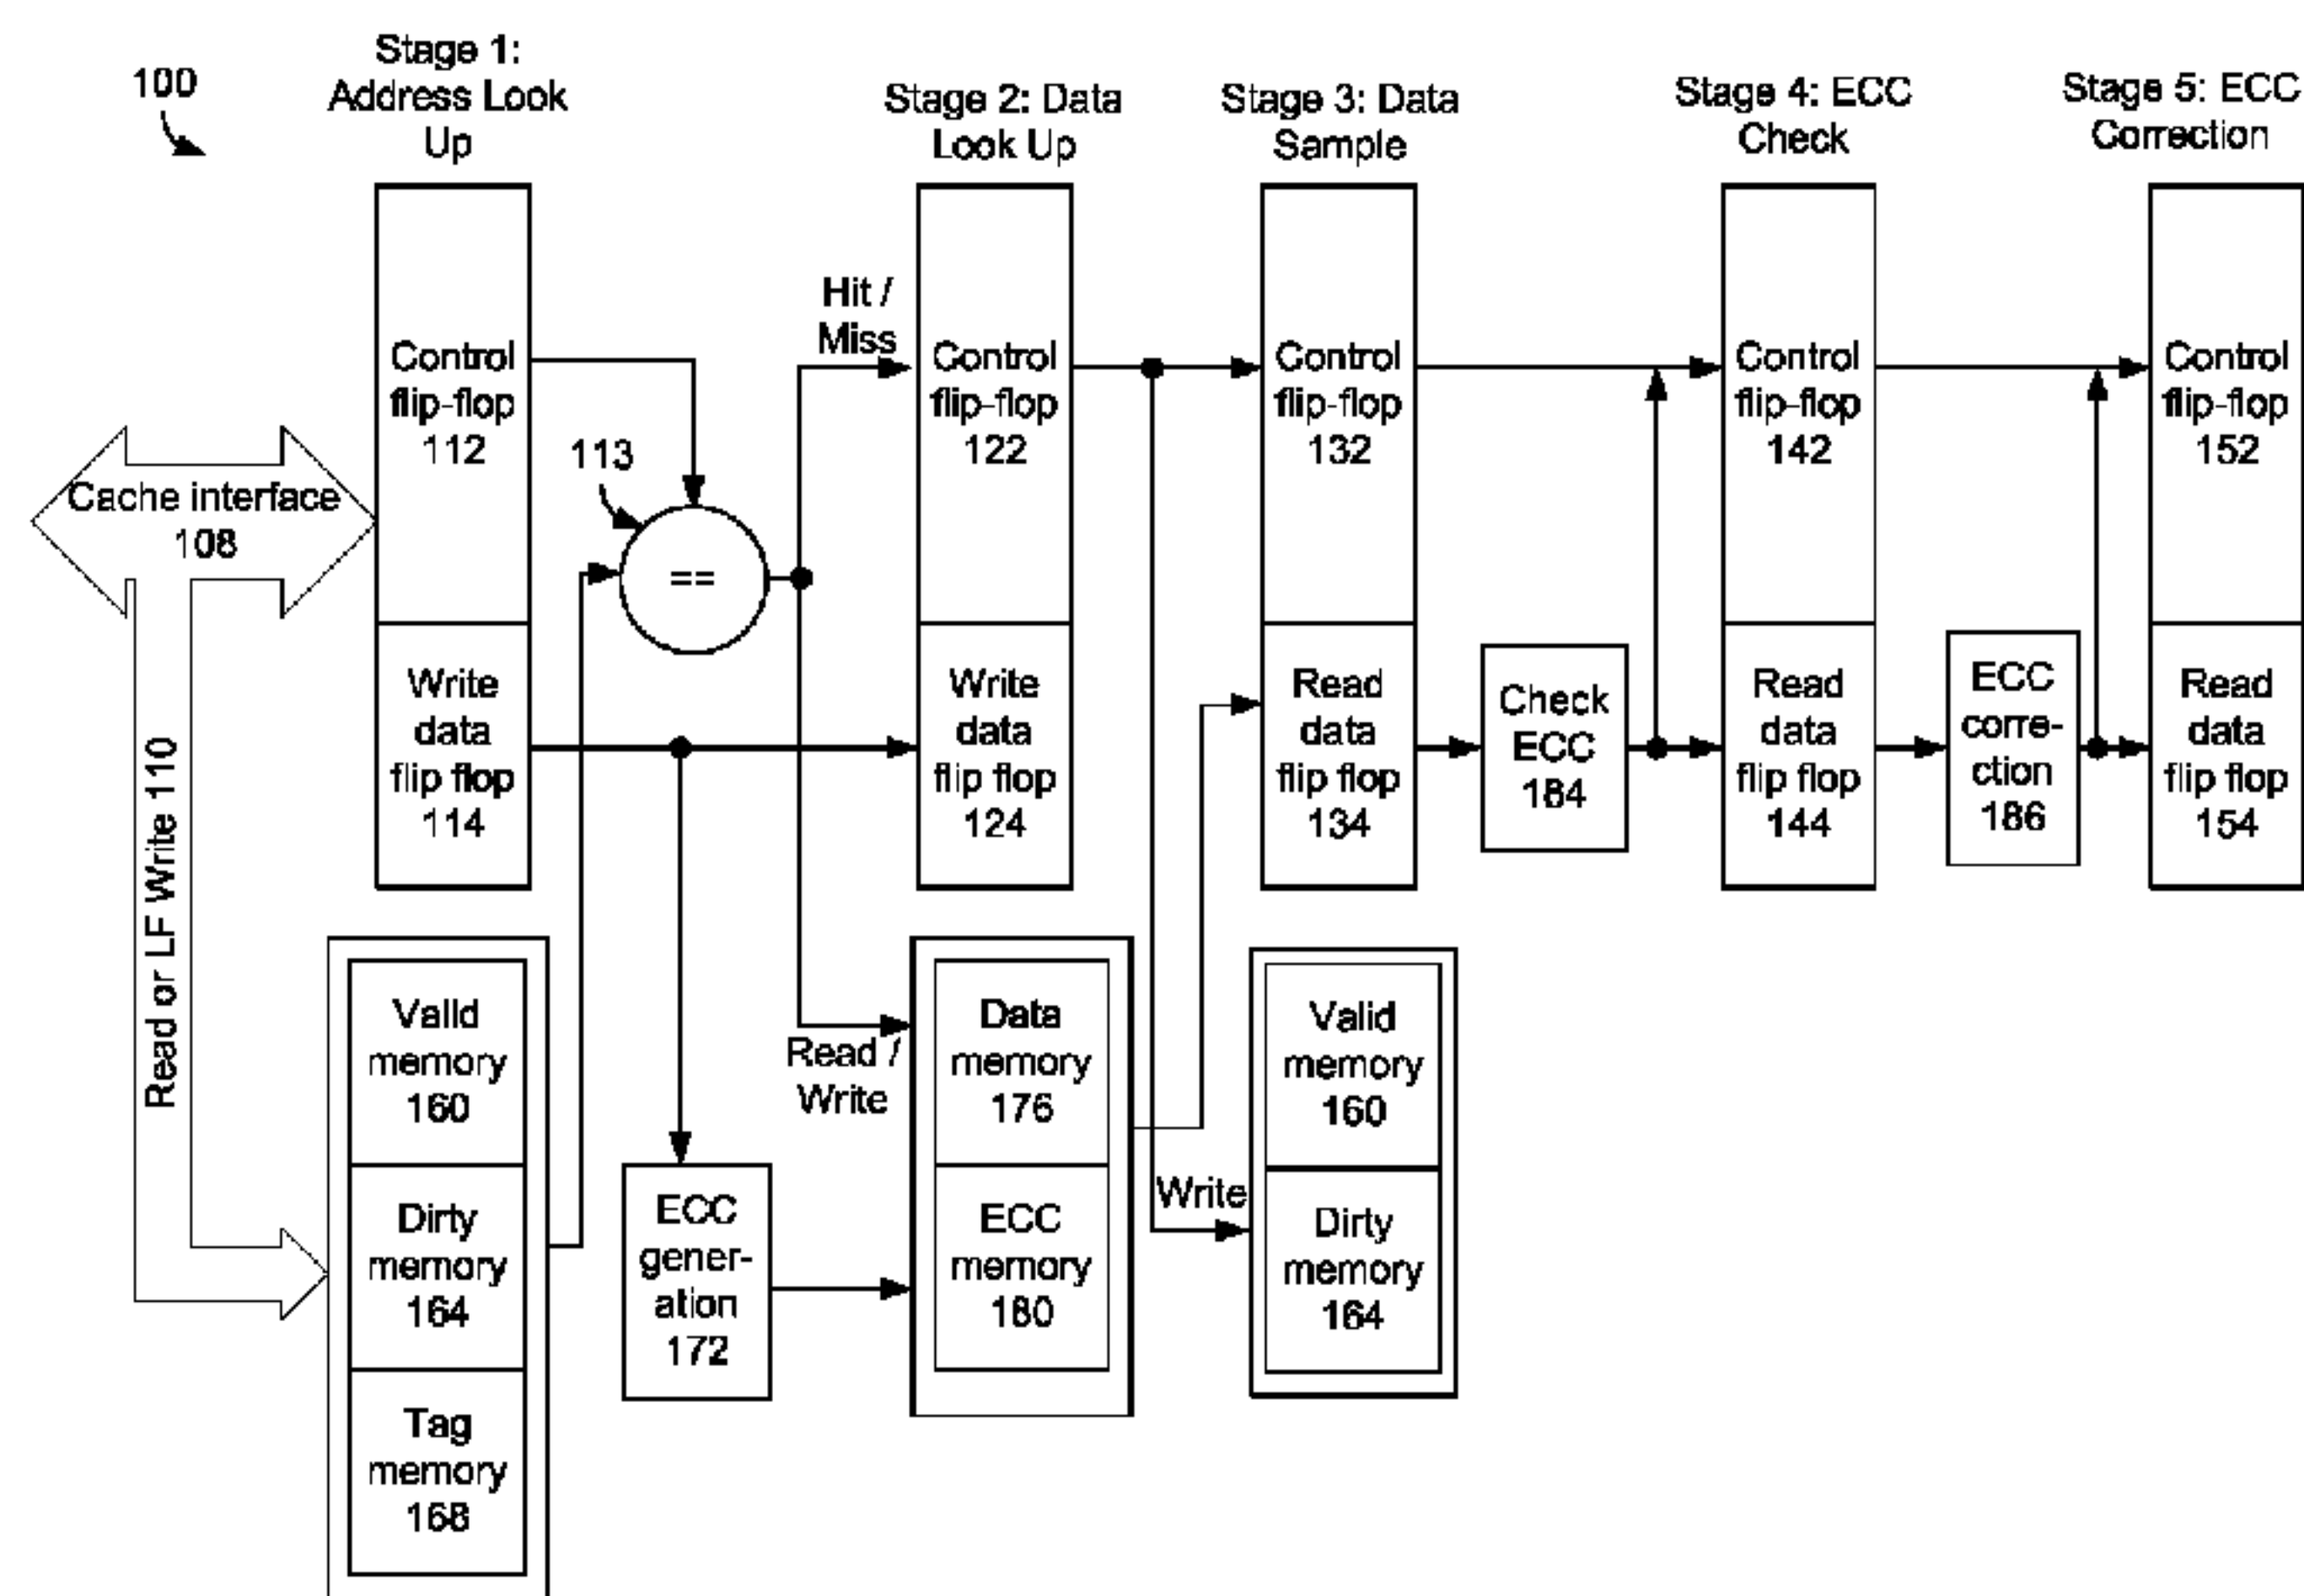 100
Stage 1:
Address Look
Up
Stage 2: Data
Look Up
Stage 3: Data
Sample
Stage 4: ECC
Check
Stage 5: ECC
Correction
Cache interface
108
Read or LF Write 110
Control
flip-flop
112
Write
data
flip flop
114
113
==
Hit /
Miss
Read /
Write
Control
flip-flop
122
Write
data
flip flop
124
Control
flip-flop
132
Read
data
flip flop
134
Check
ECC
184
Control
flip-flop
142
Read
data
flip flop
144
ECC
corre-
ction
186
Control
flip-flop
152
Read
data
flip flop
154
Valid
memory
160
Dirty
memory
164
Tag
memory
168
ECC
gener-
ation
172
Data
memory
176
ECC
memory
180
Write
Valid
memory
160
Dirty
memory
164